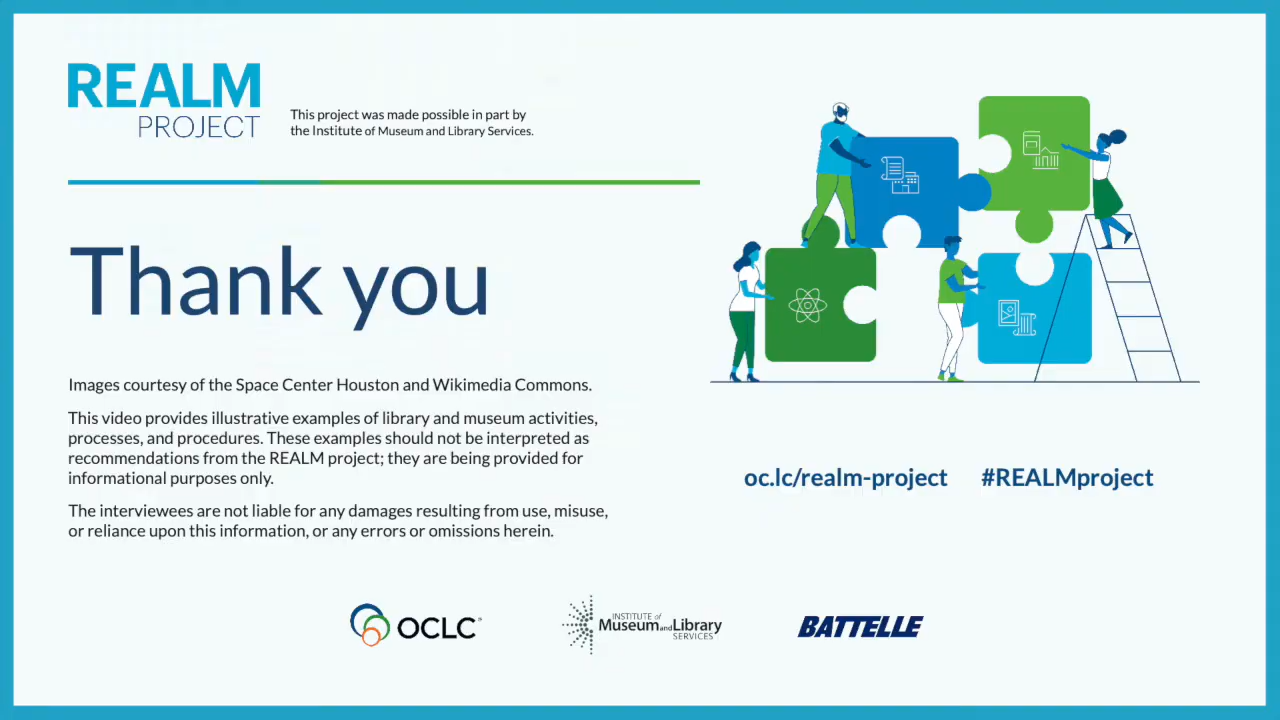 REALM
PROJECT
This project was made possible in part by
the Institute of Museum and Library Services.
Thank you
Images courtesy of the Space Center Houston and Wikimedia Commons.
This video provides illustrative examples of library and museum activities,
processes, and procedures. These examples should not be interpreted as
recommendations from the REALM project; they are being provided for
informational purposes only.
The interviewees are not liable for any damages resulting from use, misuse,
or reliance upon this information, or any errors or omissions herein.
oc.lc/realm-project #REALMproject
OCLC®
INSTITUTE of
Museum and Library
SERVICES
BATTELLE